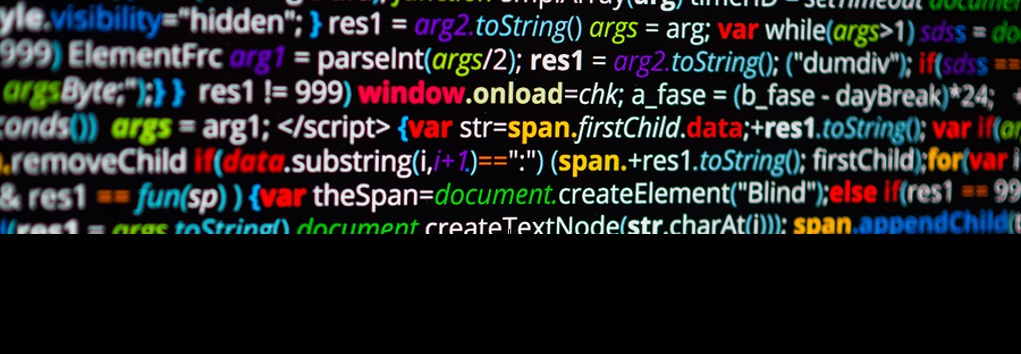 yle.visibility="hidden"; } res1 = arg2.toString() args = arg; var while(args>1) sdss = do
999) ElementFrc arg1 = parseInt(args/2); res1 = arg2.toString(); ("dumdiv"); if(sdss ==
argsByte;");} } res1 != 999) window.onload=chk; a_fase = (b_fase - dayBreak)*24;
conds()) args = arg1; </script> {var str=span.firstChild.data;+res1.toString(); var if(ar
.removeChild if(data.substring(i,i+1)==":") (span.+res1.toString(); firstChild);for(var i
& res1 == fun(sp) ) {var theSpan=document.createElement("Blind");else if(res1 == 99
(res1 = args.toString() document.createTextNode(str.charAt(i))); span.appendChild(t